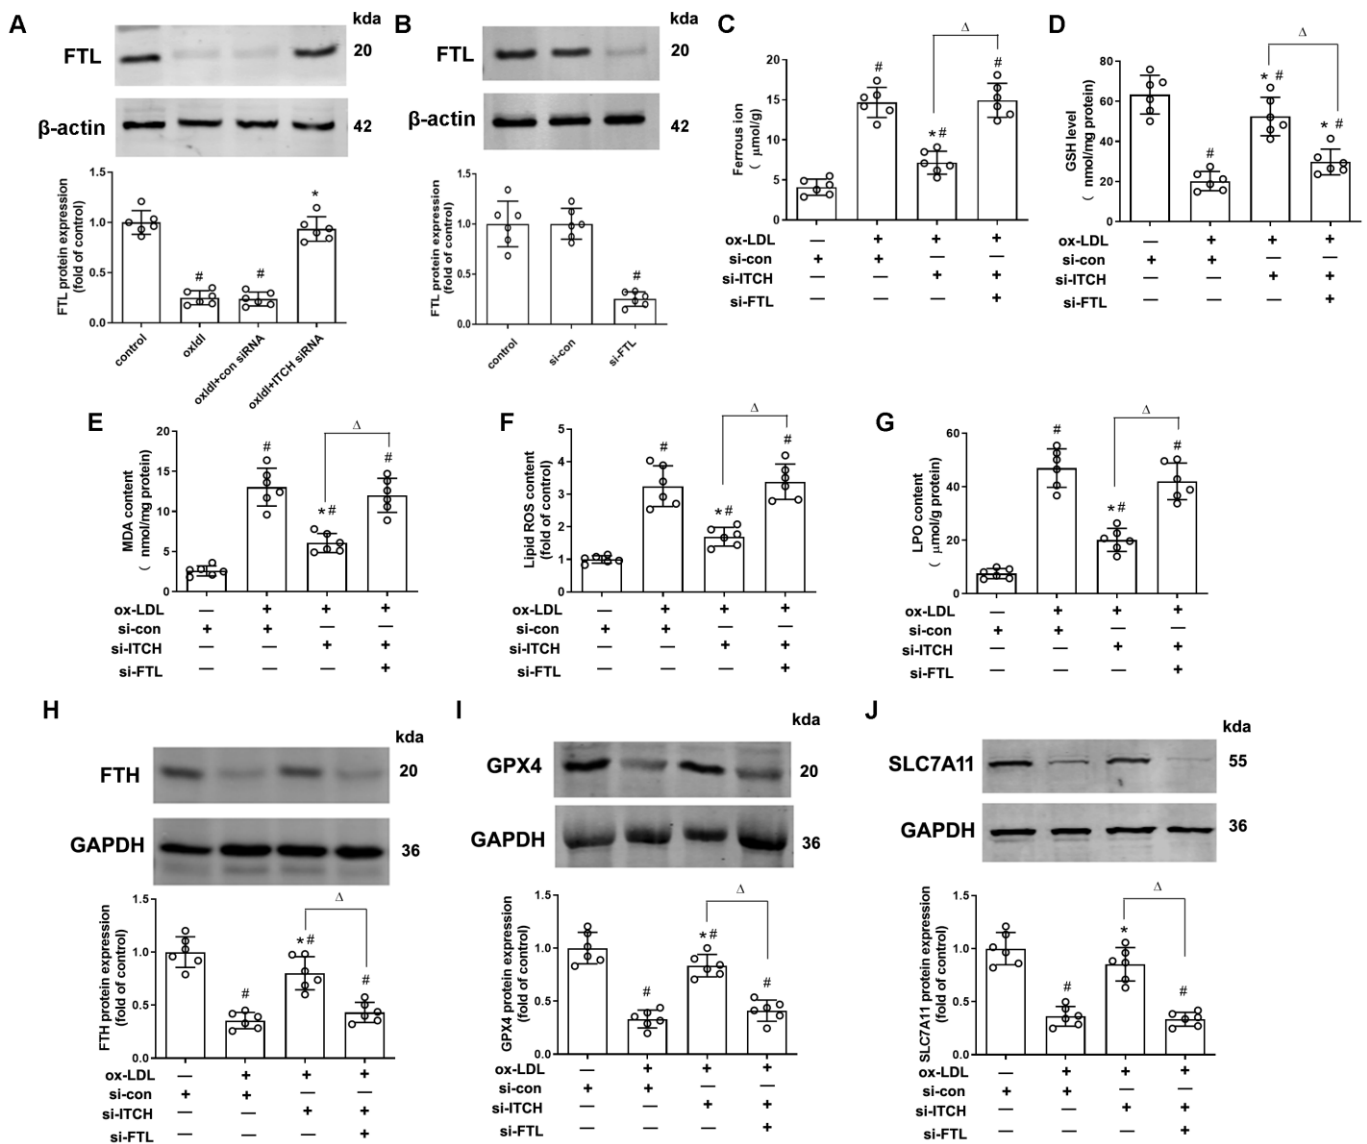 A
kda
FTL
20
β-actin
42
FTL protein expression
(fold of control)
1.5
1.0
0.5
0.0
#
#
*
control
oxldl
oxldl+con siRNA
oxldl+ITCH siRNA
B
kda
FTL
20
β-actin
42
FTL protein expression
(fold of control)
1.5
1.0
0.5
0.0
#
control
si-con
si-FTL
C
Ferrous ion
( μmol/g)
20
15
10
5
0
#
*#
#
Δ
ox-LDL — + + +
si-con + + — —
si-ITCH — — + +
si-FTL — — — +
D
GSH level
( nmol/mg protein)
80
60
40
20
0
#
* #
* #
Δ
ox-LDL — + + +
si-con + + — —
si-ITCH — — + +
si-FTL — — — +
E
MDA content
( nmol/mg protein)
20
15
10
5
0
#
*#
#
Δ
ox-LDL — + + +
si-con + + — —
si-ITCH — — + +
si-FTL — — — +
F
Lipid ROS content
(fold of control)
5
4
3
2
1
0
#
*#
#
Δ
ox-LDL — + + +
si-con + + — —
si-ITCH — — + +
si-FTL — — — +
G
LPO content
( μmol/g protein)
60
40
20
0
#
*#
#
Δ
ox-LDL — + + +
si-con + + — —
si-ITCH — — + +
si-FTL — — — +
H
kda
FTH
20
GAPDH
36
FTH protein expression
(fold of control)
1.5
1.0
0.5
0.0
#
*#
#
Δ
ox-LDL — + + +
si-con + + — —
si-ITCH — — + +
si-FTL — — — +
I
kda
GPX4
20
GAPDH
36
GPX4 protein expression
(fold of control)
1.5
1.0
0.5
0.0
#
*#
#
Δ
ox-LDL — + + +
si-con + + — —
si-ITCH — — + +
si-FTL — — — +
J
kda
SLC7A11
55
GAPDH
36
SLC7A11 protein expression
(fold of control)
1.5
1.0
0.5
0.0
#
*
#
Δ
ox-LDL — + + +
si-con + + — —
si-ITCH — — + +
si-FTL — — — +